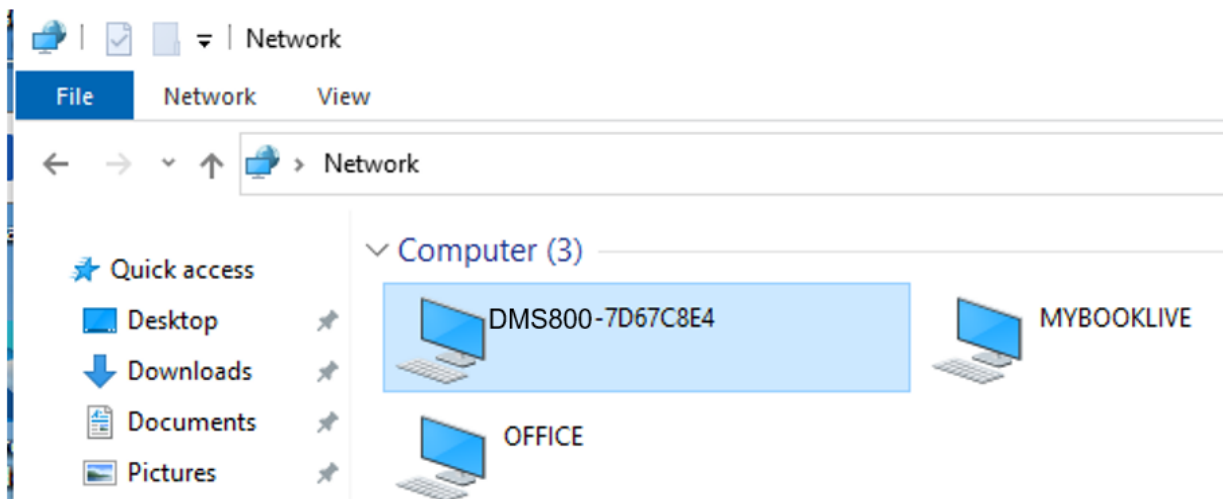 Network
File Network View
Network
Quick access
Desktop
Downloads
Documents
Pictures
Computer (3)
DMS800-7D67C8E4
MYBOOKLIVE
OFFICE